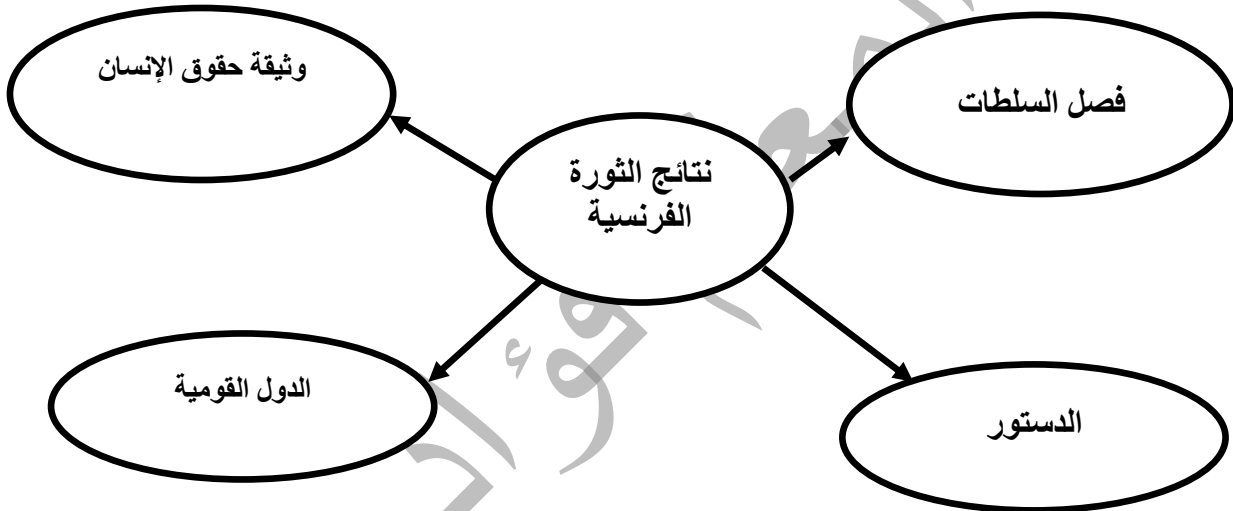 وثيقة حقوق الإنسان
فصل السلطات
نتائج الثورة
الفرنسية
الدول القومية
الدستور